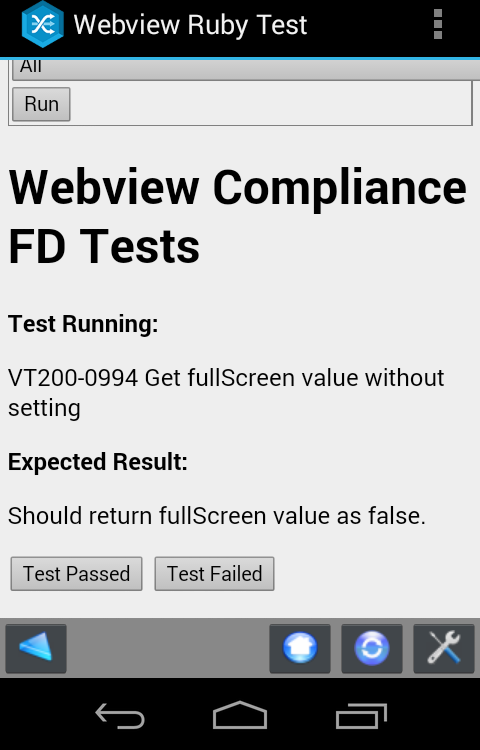 Webview Ruby Test
All
Run
Webview Compliance
FD Tests
Test Running:
VT200-0994 Get fullScreen value without
setting
Expected Result:
Should return fullScreen value as false.
Test Passed Test Failed